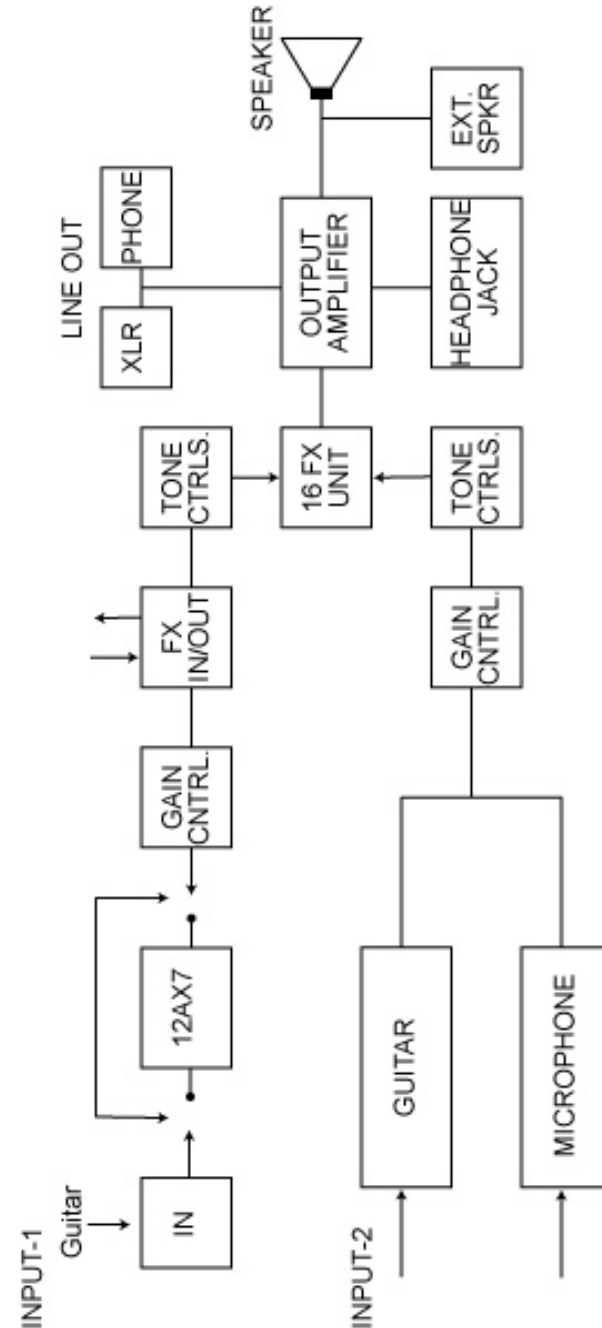 INPUT-1
Guitar
IN
12AX7
GAIN
CNTRL.
FX
IN/OUT
TONE
CTRLS.
16 FX
UNIT
LINE OUT
XLR
PHONE
OUTPUT
AMPLIFIER
SPEAKER
HEADPHONE
JACK
EXT.
SPKR
INPUT-2
GUITAR
MICROPHONE
GAIN
CNTRL.
TONE
CTRLS.